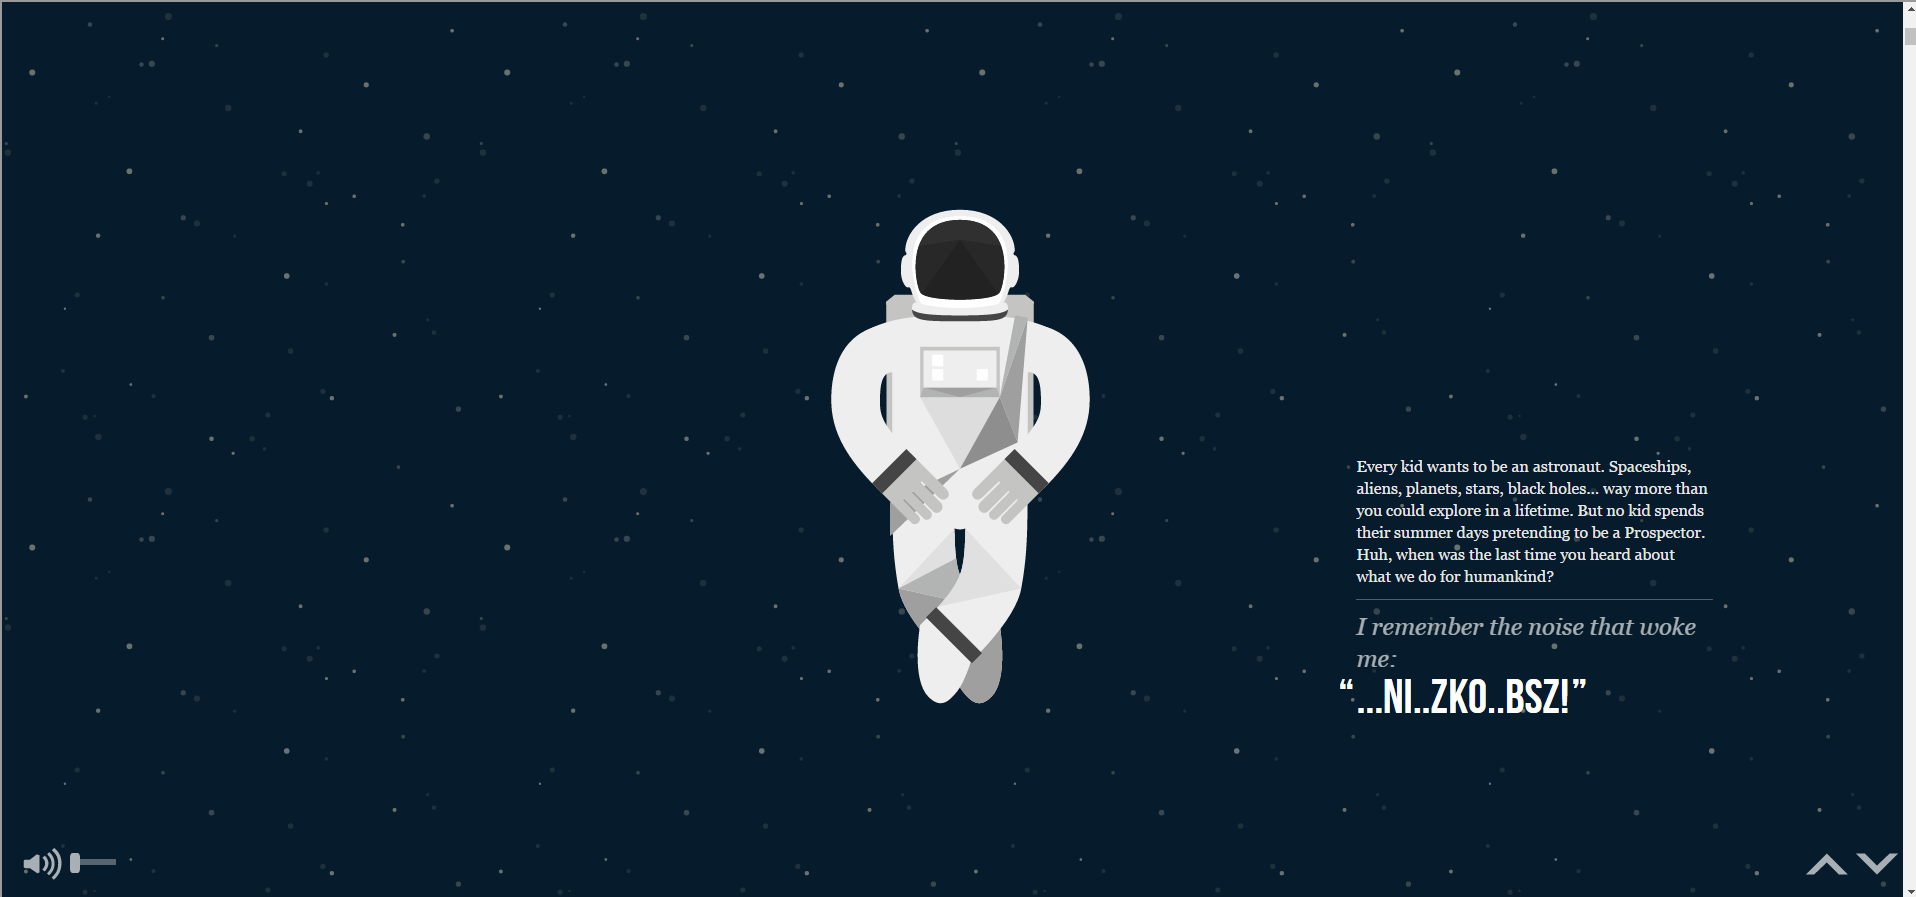 Every kid wants to be an astronaut. Spaceships,
aliens, planets, stars, black holes... way more than
you could explore in a lifetime. But no kid spends
their summer days pretending to be a Prospector.
Huh, when was the last time you heard about
what we do for humankind?
I remember the noise that woke
me:
“...NI..ZKO..BSZ!”